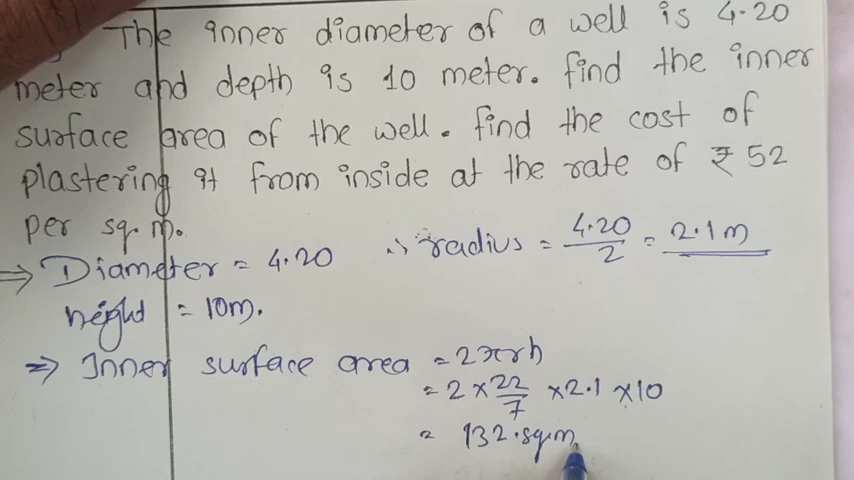 The inner diameter of a well is 4.20
meter and depth is 10 meter. find the inner
surface area of the well. find the cost of
plastering it from inside at the rate of ₹ 52
per sq. m.
⇒ Diameter = 4.20 ∴ radius = 4.20/2 = 2.1m
height = 10m.
⇒ Inner surface area = 2πrh
= 2 × 22/7 × 2.1 × 10
= 132.sq.m